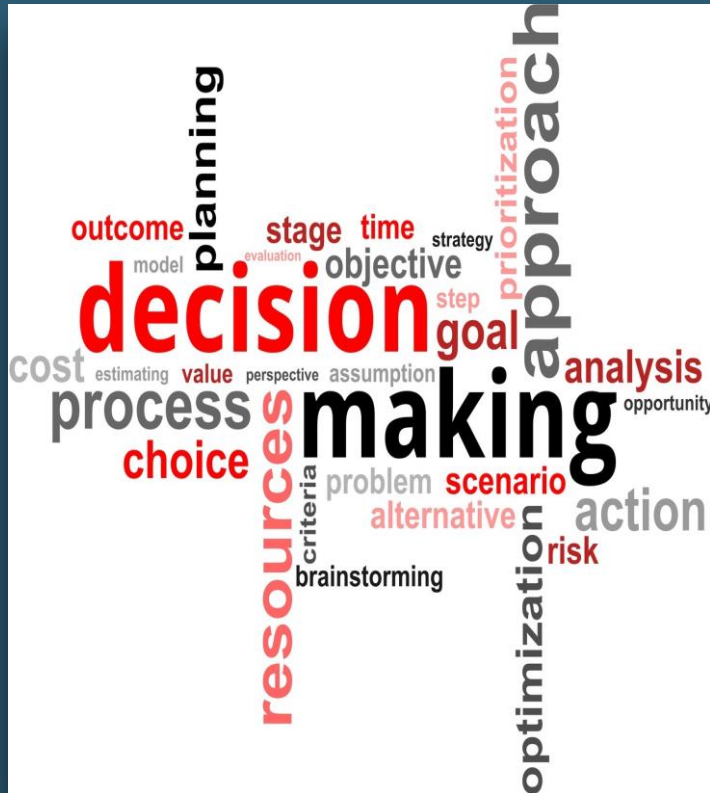 planning
approach
prioritization
outcome
stage
time
strategy
model
evaluation
objective
decision
step
goal
cost
estimating
value
perspective
assumption
analysis
process
making
opportunity
choice
resources
criteria
problem
scenario
alternative
action
optimization
risk
brainstorming